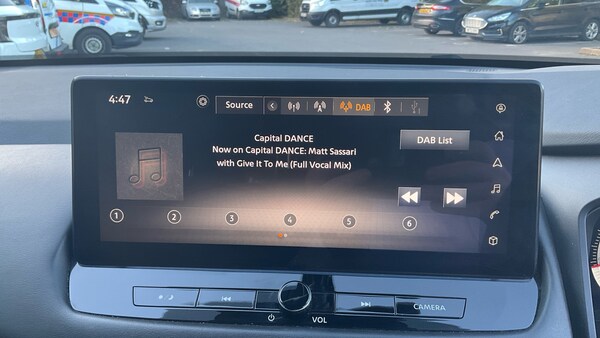 4:47
Source
DAB
Capital DANCE
DAB List
Now on Capital DANCE: Matt Sassari
with Give It To Me (Full Vocal Mix)
1 2 3 4 5 6
VOL
CAMERA